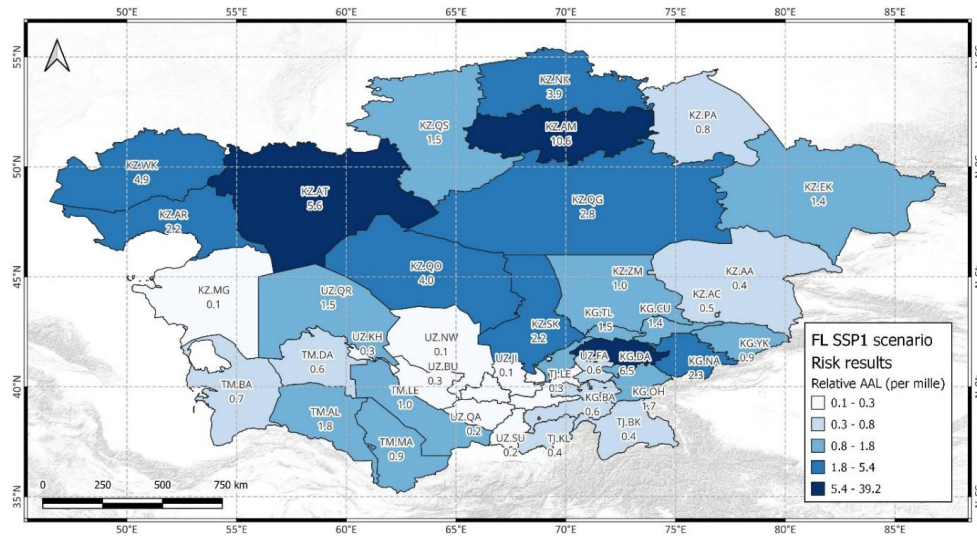 50°E 55°E 60°E 65°E 70°E 75°E 80°E 85°E
55°N
50°N
45°N
40°N
35°N
KZ.NK
3.9
KZ.PA
0.8
KZ.QS
1.5
KZ.AM
10.6
KZ.WK
4.9
KZ.AT
5.6
KZ.QG
2.8
KZ.EK
1.4
KZ.AR
2.2
KZ.MG
0.1
KZ.QO
4.0
KZ.ZM
1.0
KZ.AA
0.4
KZ.AC
0.5
UZ.QR
1.5
KZ.SK
2.2
KG.TL
1.5
KG.CU
1.4
UZ.KH
0.3
UZ.NW
0.1
KG.YK
0.9
TM.DA
0.6
UZ.BU
0.3
UZ.JI
0.1
UZ.FA
0.6
KG.DA
6.5
KG.NA
2.3
TM.BA
0.7
TM.LE
1.0
TJ.LE
0.3
KG.BA
0.6
KG.OH
1.7
TM.AL
1.8
UZ.QA
0.2
TM.MA
0.9
UZ.SU
0.2
TJ.KL
0.4
TJ.BK
0.4
FL SSP1 scenario
Risk results
Relative AAL (per mille)
0.1 - 0.3
0.3 - 0.8
0.8 - 1.8
1.8 - 5.4
5.4 - 39.2
0 250 500 750 km
50°E 55°E 60°E 65°E 70°E 75°E 80°E 85°E